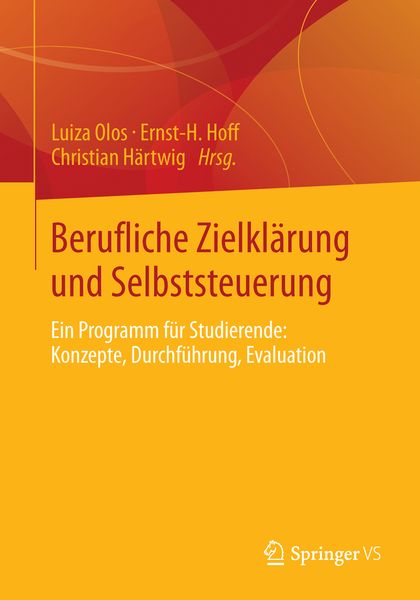 Luiza Olos · Ernst-H. Hoff
Christian Härtwig Hrsg.
Berufliche Zielklärung
und Selbststeuerung
Ein Programm für Studierende:
Konzepte, Durchführung, Evaluation
Springer VS